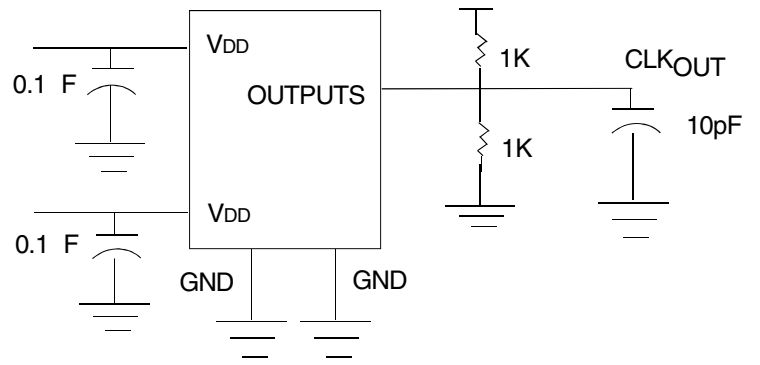 VDD
1K
CLKOUT
0.1 F
OUTPUTS
10pF
1K
VDD
0.1 F
GND
GND